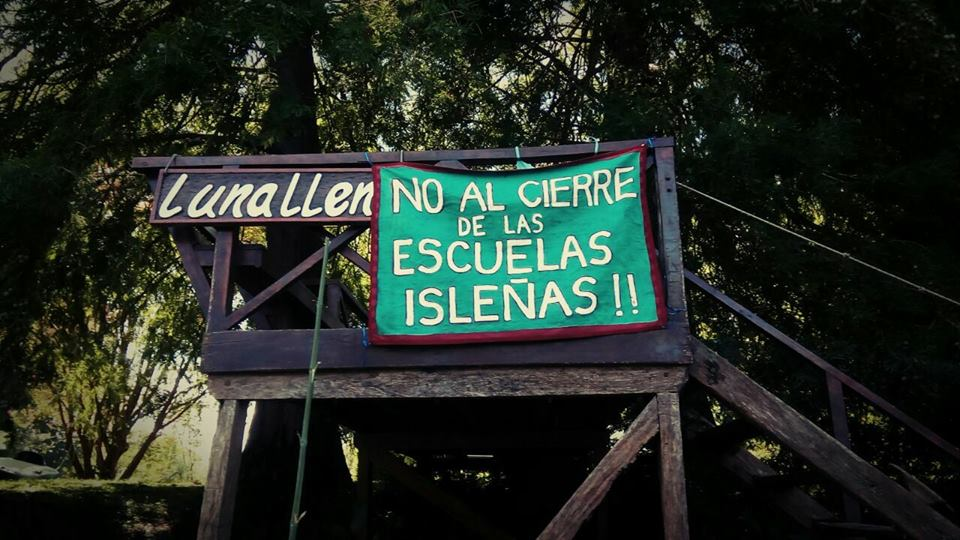 LunaLLen
NO AL CIERRE
DE LAS
ESCUELAS
ISLEÑAS !!